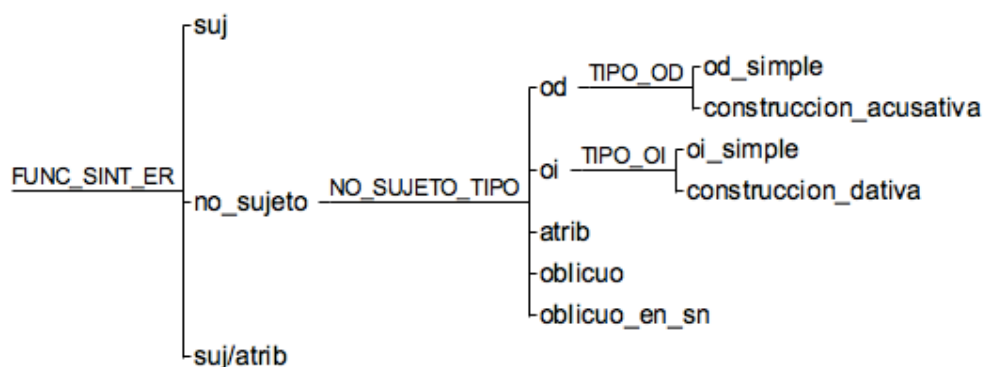 suj
od TIPO_OD od_simple
construccion_acusativa
oi TIPO_OI oi_simple
construccion_dativa
FUNC_SINT_ER no_sujeto NO_SUJETO_TIPO
atrib
oblicuo
oblicuo_en_sn
suj/atrib